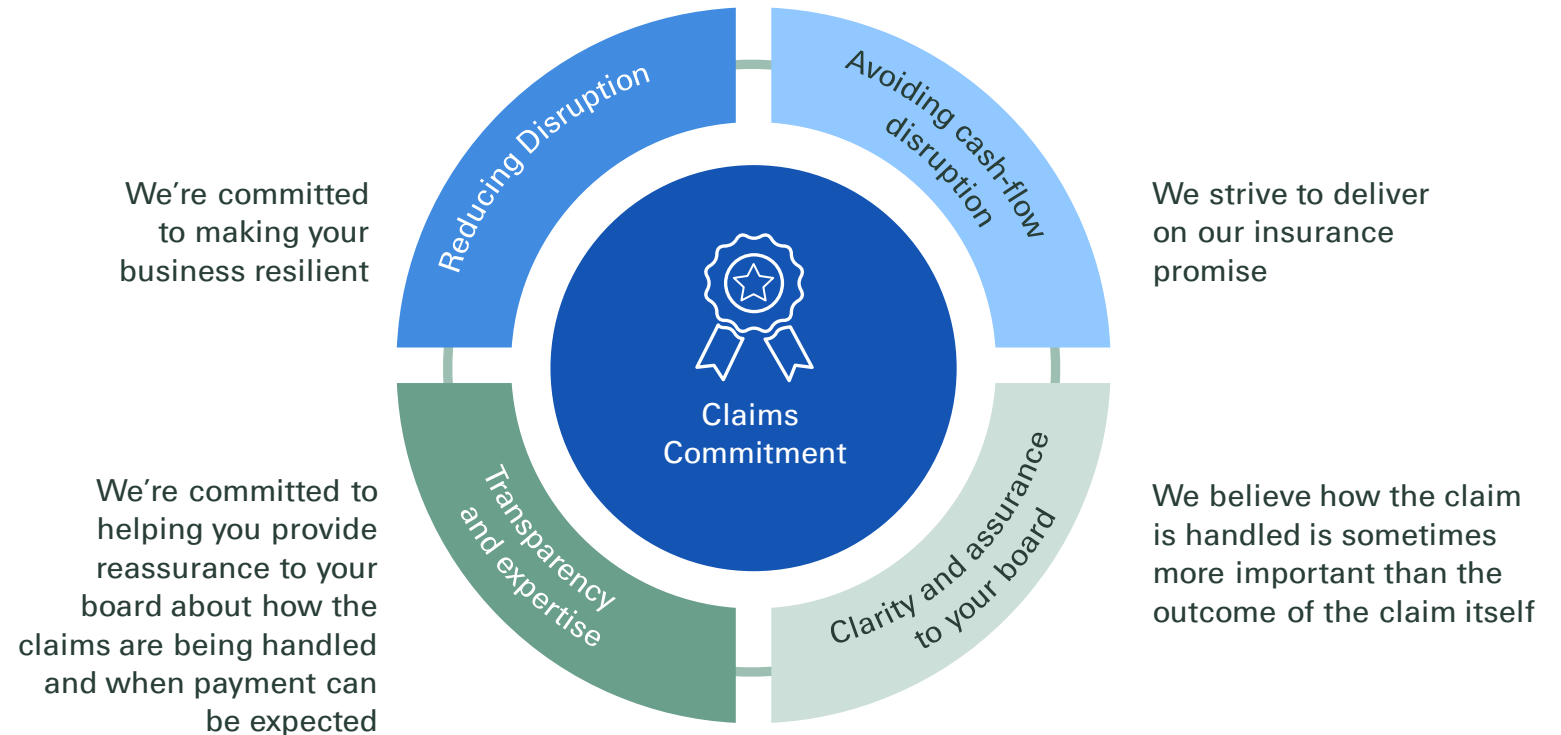 Reducing Disruption
Avoiding cash-flow
disruption
We're committed
to making your
business resilient
We strive to deliver
on our insurance
promise
Claims
Commitment
Transparency
and expertise
Clarity and assurance
to your board
We're committed to
helping you provide
reassurance to your
board about how the
claims are being handled
and when payment can
be expected
We believe how the claim
is handled is sometimes
more important than the
outcome of the claim itself